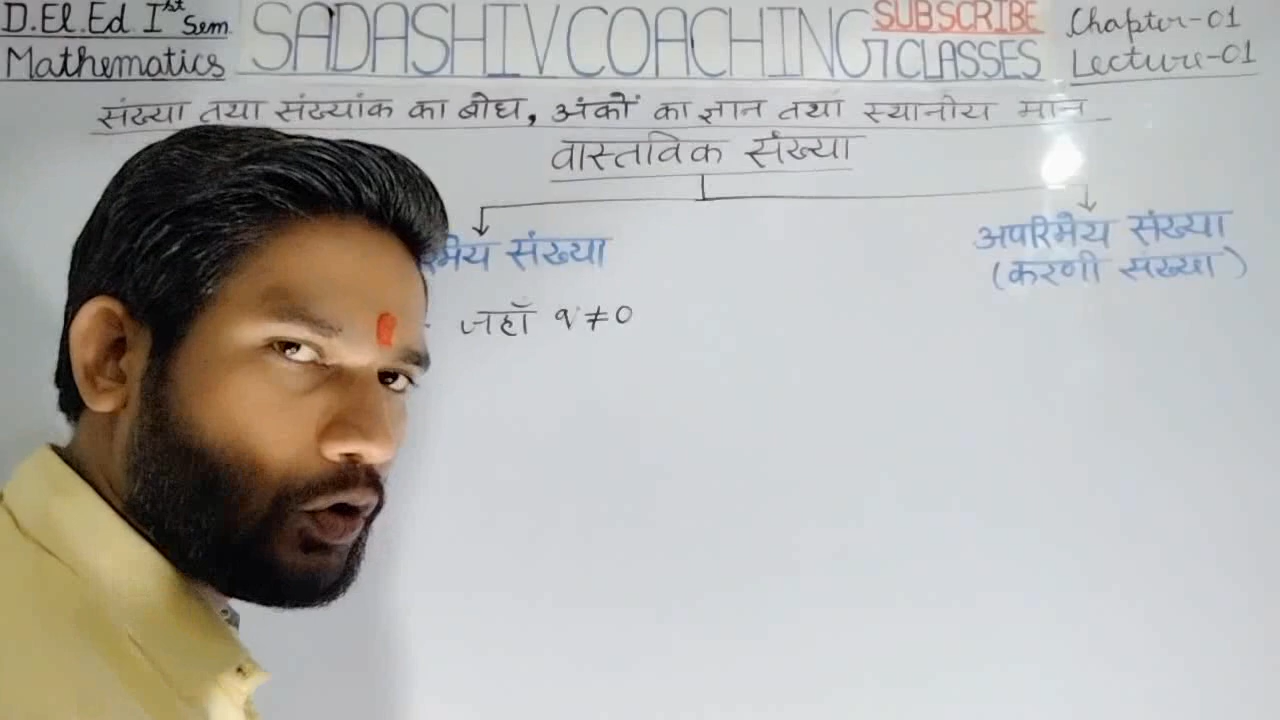 D.El.Ed. Ist Sem.
Mathematics
SADASHIV COACHING CLASSES
SUBSCRIBE
Chapter-01
Lecture-01
संख्या तथा संख्यांक का बोध, अंकों का ज्ञान तथा स्थानीय मान
वास्तविक संख्या
रिमेय संख्या
अपरिमेय संख्या
(करणी संख्या)
जहाँ q ≠ 0